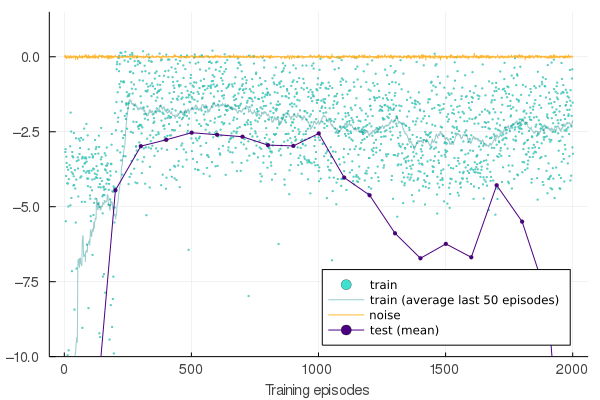 0.0
−2.5
−5.0
−7.5
−10.0
train
train (average last 50 episodes)
noise
test (mean)
0 500 1000 1500 2000
Training episodes